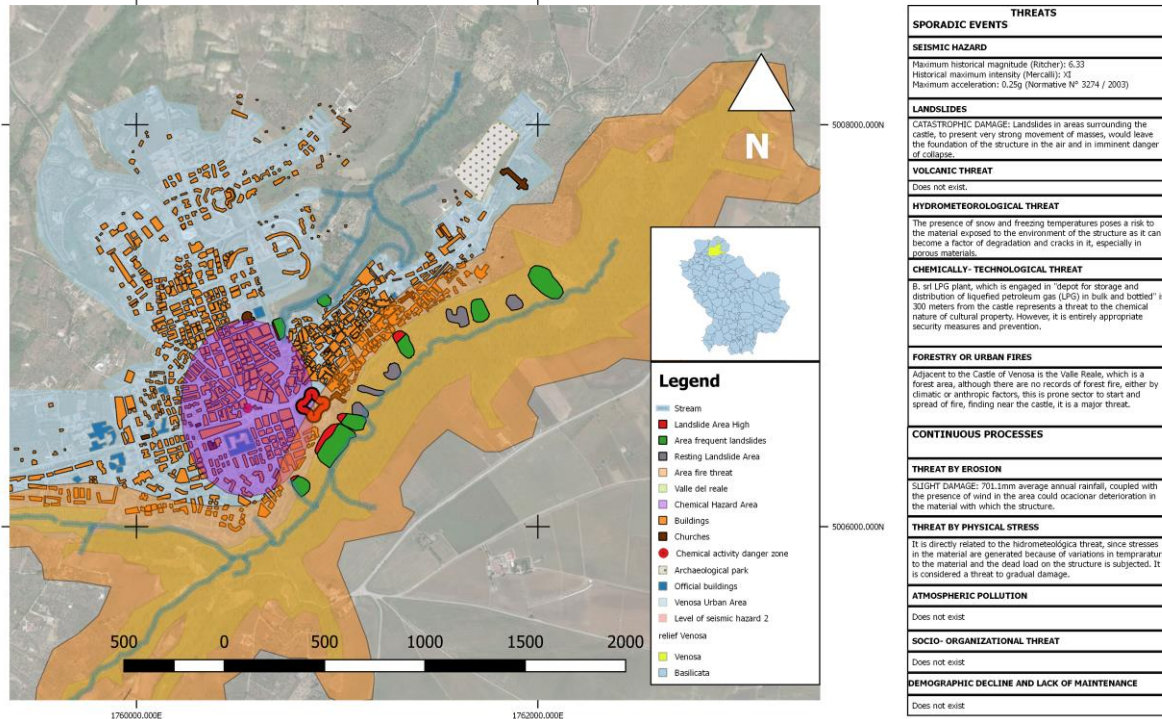 5008000.000N
N
Legend
Stream
Landslide Area High
Area frequent landslides
Resting Landslide Area
Area fire threat
Valle del reale
Chemical Hazard Area
Buildings
Churches
Chemical activity danger zone
Archaeological park
Official buildings
Venosa Urban Area
Level of seismic hazard 2
relief Venosa
Venosa
Basilicata
5006000.000N
500 0 500 1000 1500 2000
1760000.000E 1762000.000E
THREATS
SPORADIC EVENTS
SEISMIC HAZARD
Maximum historical magnitude (Ritcher): 6.33
Historical maximum intensity (Mercalli): XI
Maximum acceleration: 0.25g (Normative N° 3274 / 2003)
LANDSLIDES
CATASTROPHIC DAMAGE: Landslides in areas surrounding the
castle, to present very strong movement of masses, would leave
the foundation of the structure in the air and in imminent danger
of collapse.
VOLCANIC THREAT
Does not exist.
HYDROMETEOROLOGICAL THREAT
The presence of snow and freezing temperatures poses a risk to
the material exposed to the environment of the structure as it can
become a factor of degradation and cracks in it, especially in
porous materials.
CHEMICALLY- TECHNOLOGICAL THREAT
B. srl LPG plant, which is engaged in "depot for storage and
distribution of liquefied petroleum gas (LPG) in bulk and bottled"
300 meters from the castle represents a threat to the chemical
nature of cultural property. However, it is entirely appropriate
security measures and prevention.
FORESTRY OR URBAN FIRES
Adjacent to the Castle of Venosa is the Valle Reale, which is a
forest area, although there are no records of forest fire, either by
climatic or anthropic factors, this is prone sector to start and
spread of fire, finding near the castle, it is a major threat.
CONTINUOUS PROCESSES
THREAT BY EROSION
SLIGHT DAMAGE: 701.1mm average annual rainfall, coupled with
the presence of wind in the area could ocacionar deterioration in
the material with which the structure.
THREAT BY PHYSICAL STRESS
It is directly related to the hidrometeológica threat, since stresses
in the material are generated because of variations in tempratur
to the material and the dead load on the structure is subjected. It
is considered a threat to gradual damage.
ATMOSPHERIC POLLUTION
Does not exist
SOCIO- ORGANIZATIONAL THREAT
Does not exist
DEMOGRAPHIC DECLINE AND LACK OF MAINTENANCE
Does not exist